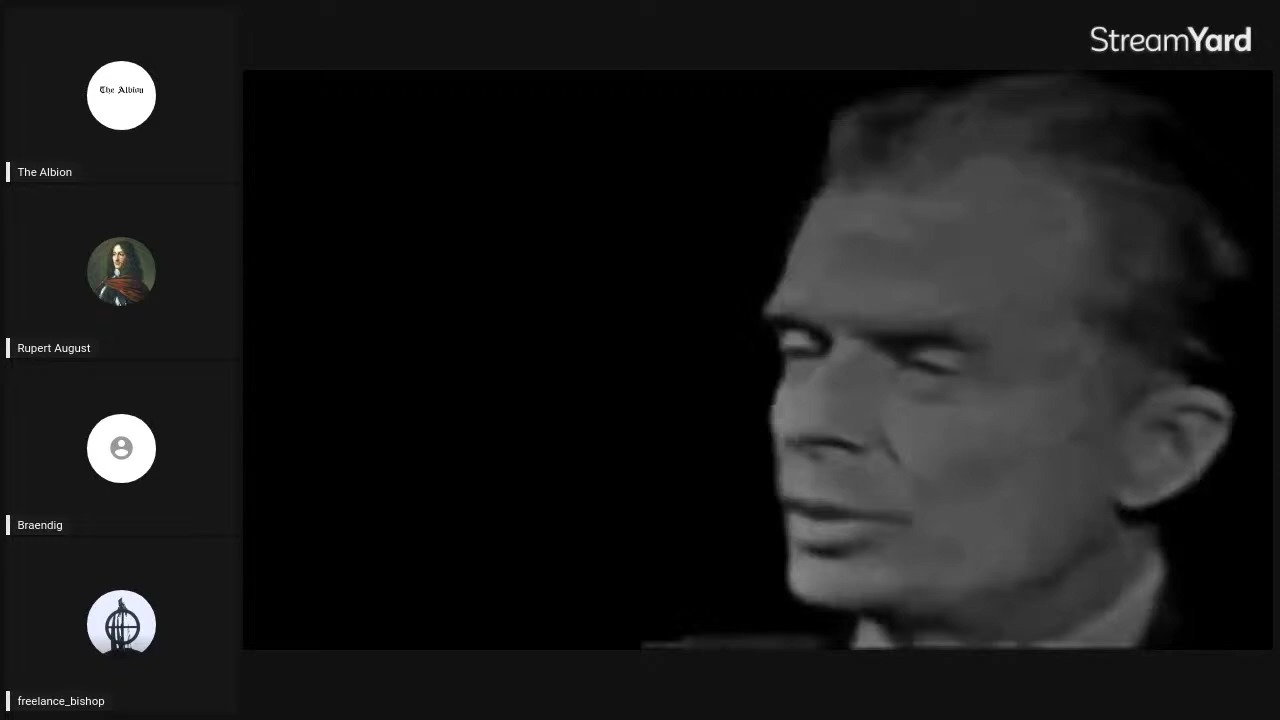 StreamYard
The Albion
The Albion
Rupert August
Braendig
freelance_bishop